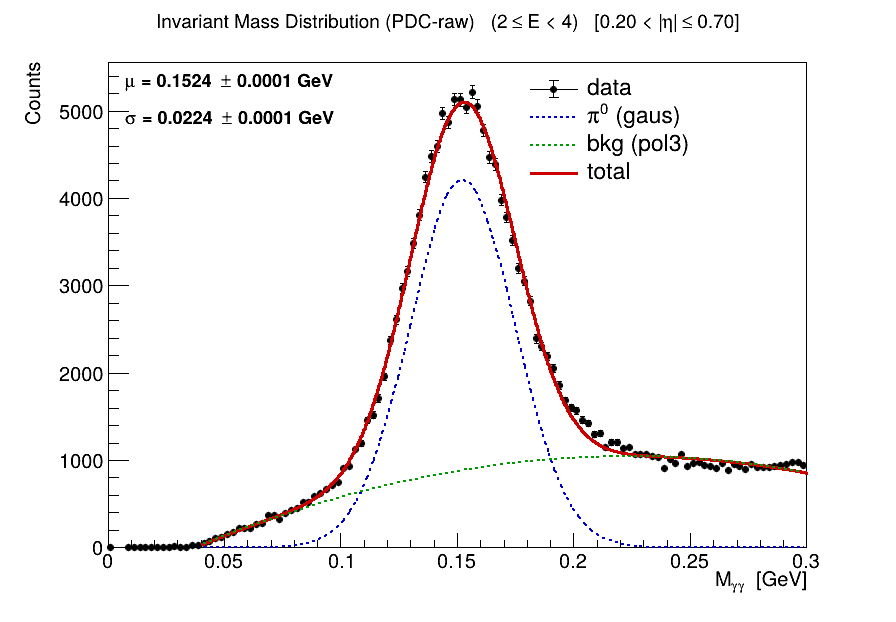 Invariant Mass Distribution (PDC-raw) (2 ≤ E < 4) [0.20 < |η| ≤ 0.70]
Counts
μ = 0.1524 ± 0.0001 GeV
σ = 0.0224 ± 0.0001 GeV
data
π⁰ (gaus)
bkg (pol3)
total
5000
4000
3000
2000
1000
0
0 0.05 0.1 0.15 0.2 0.25 0.3
M_γγ [GeV]